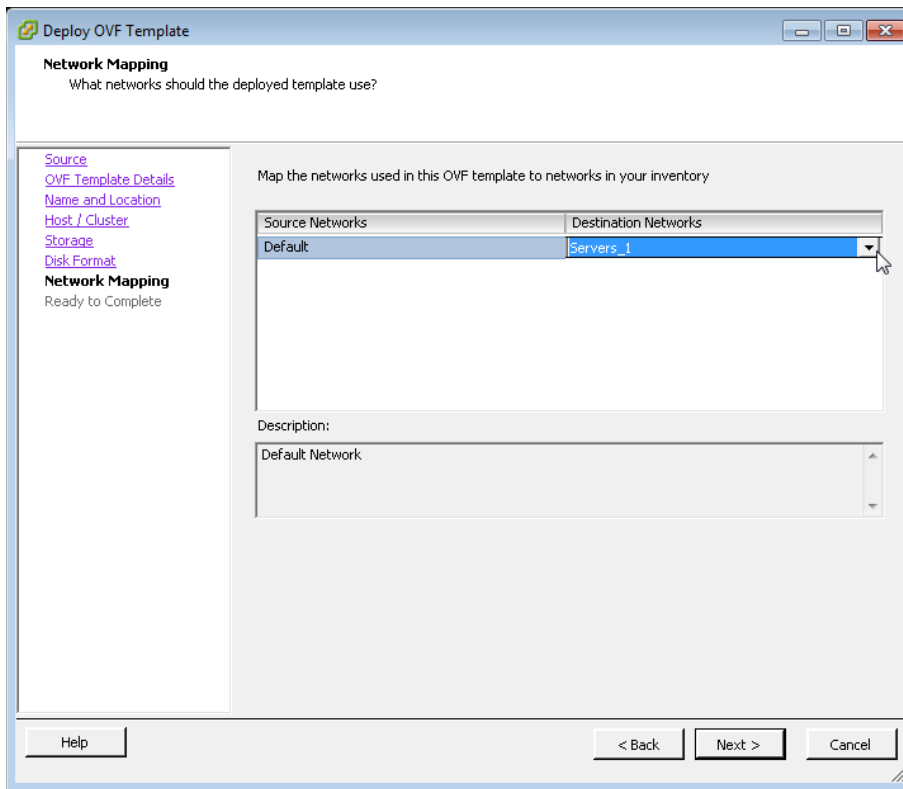 Deploy OVF Template
Network Mapping
What networks should the deployed template use?
Source
OVF Template Details
Name and Location
Host / Cluster
Storage
Disk Format
Network Mapping
Ready to Complete
Map the networks used in this OVF template to networks in your inventory
Source Networks Destination Networks
Default Servers_1
Description:
Default Network
Help < Back Next > Cancel